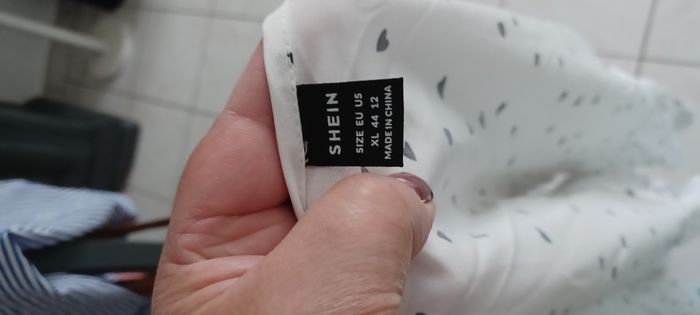 SHEIN
SIZE EU US
XL 44 12
MADE IN CHINA